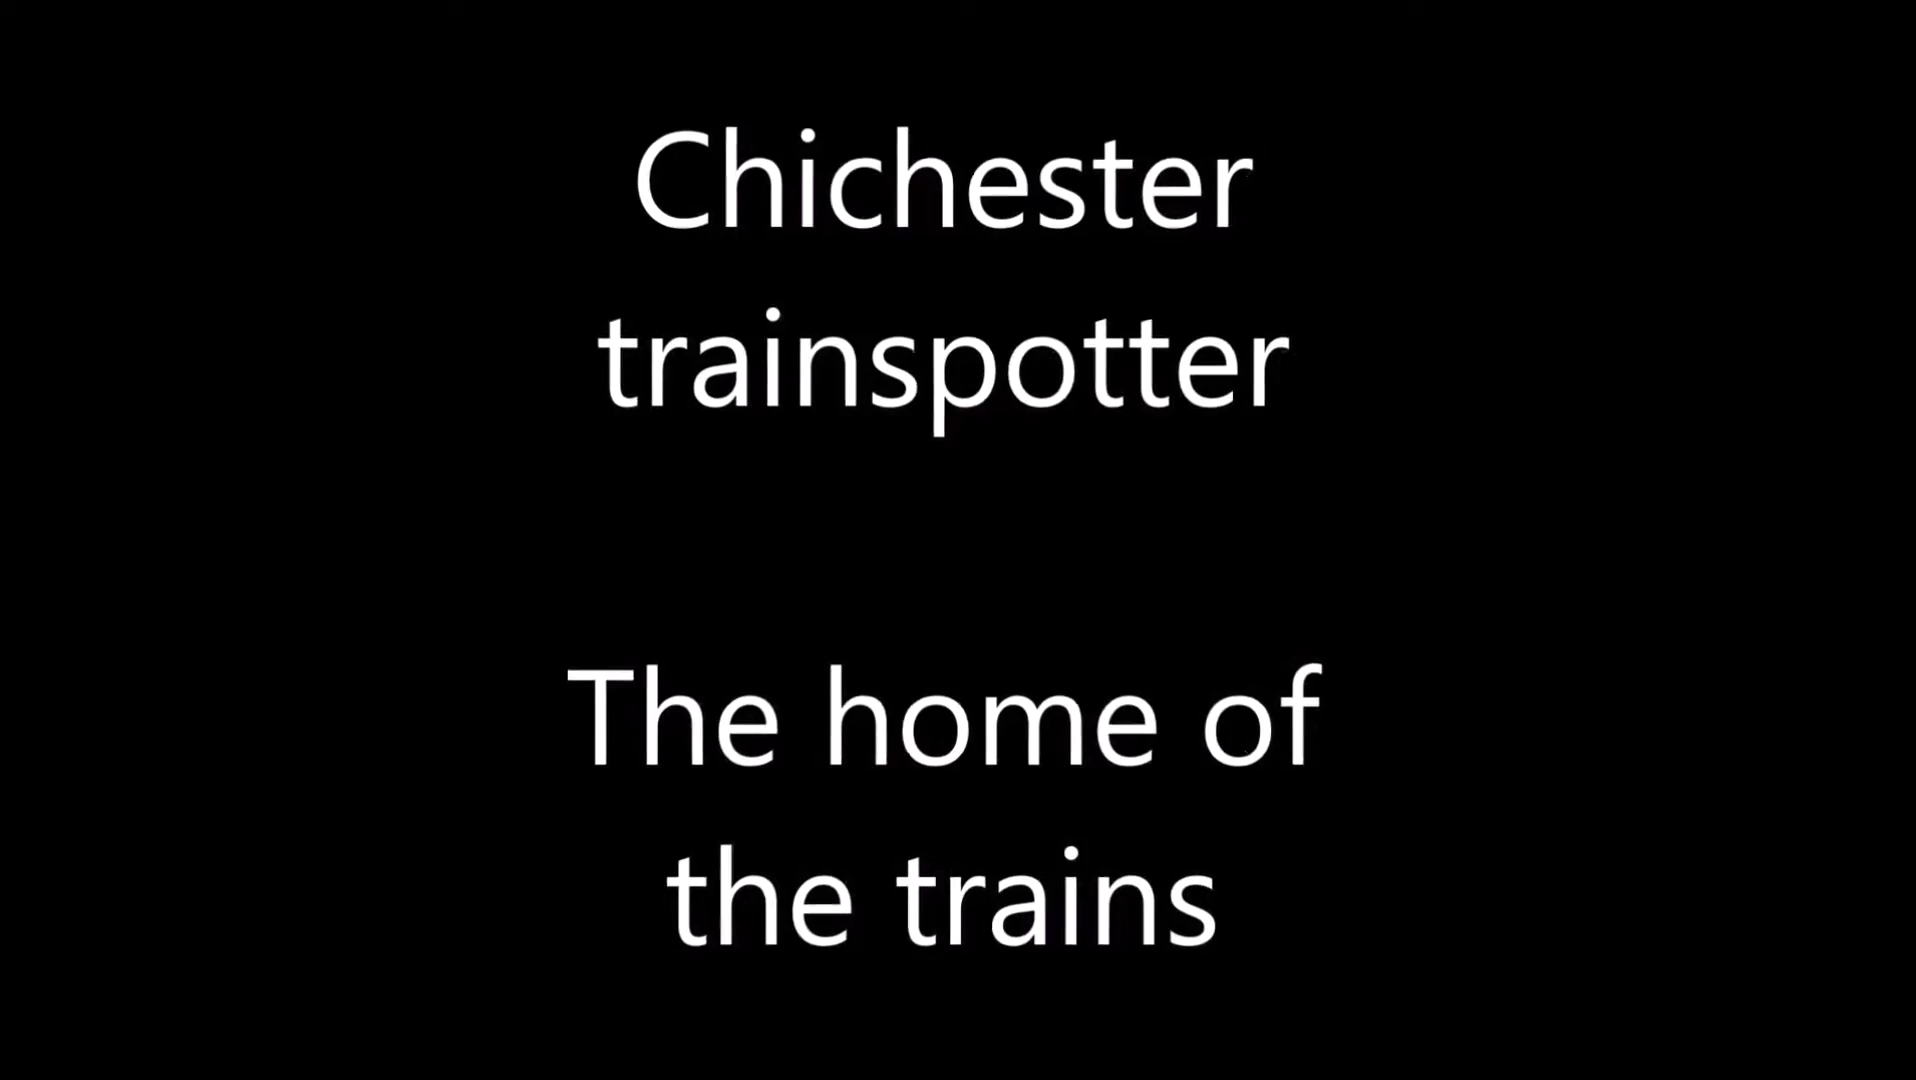 Chichester
trainspotter
The home of
the trains